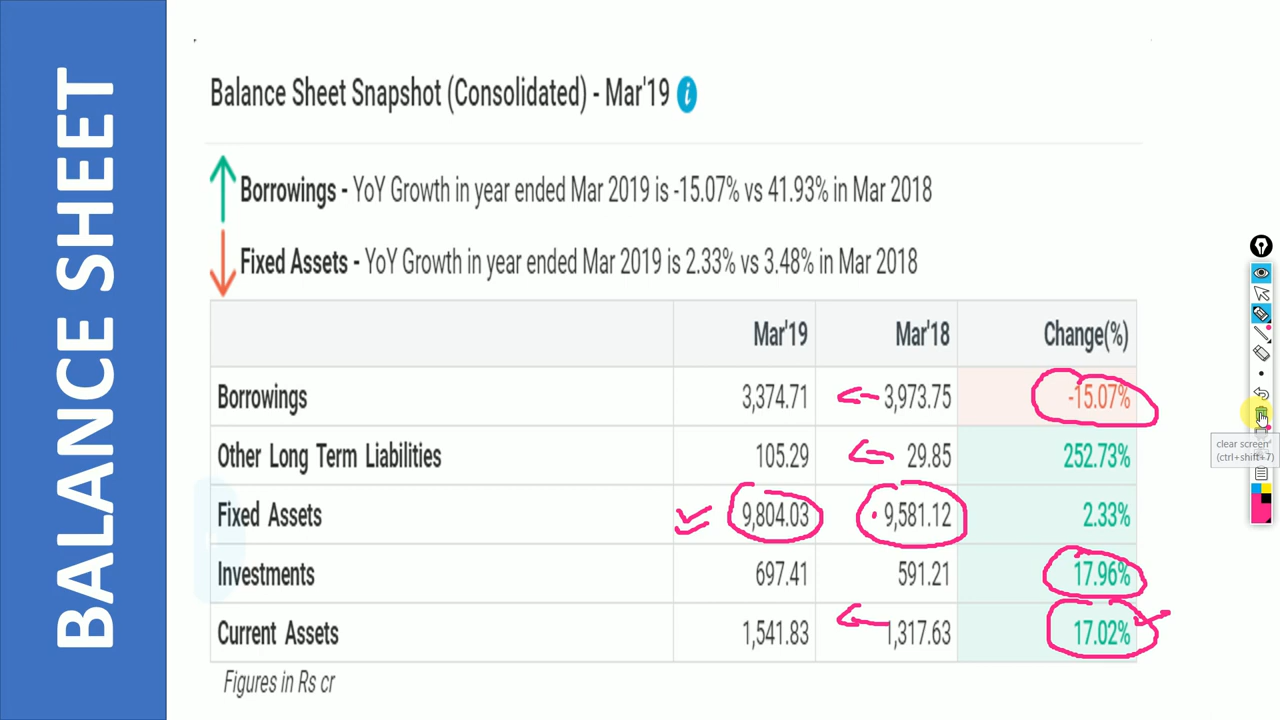 BALANCE SHEET
Balance Sheet Snapshot (Consolidated) - Mar'19 i
Borrowings - YoY Growth in year ended Mar 2019 is -15.07% vs 41.93% in Mar 2018
Fixed Assets - YoY Growth in year ended Mar 2019 is 2.33% vs 3.48% in Mar 2018
Mar'19 Mar'18 Change(%)
Borrowings 3,374.71 3,973.75 -15.07%
Other Long Term Liabilities 105.29 29.85 252.73%
Fixed Assets 9,804.03 9,581.12 2.33%
Investments 697.41 591.21 17.96%
Current Assets 1,541.83 1,317.63 17.02%
Figures in Rs cr
clear screen
(ctrl+shift+7)